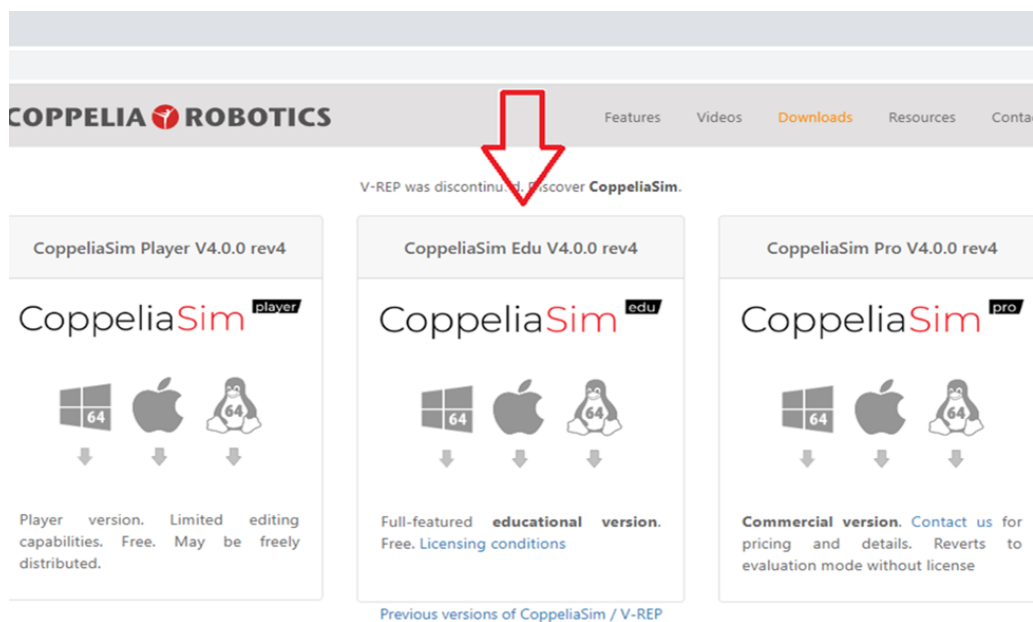 COPPELIA ROBOTICS
Features Videos Downloads Resources
V-REP was Discover CoppeliaSim.
CoppeliaSim Player V4.0.0 rev4
CoppeliaSim player
64 64
Player version. Limited editing
capabilities. Free. May be freely
distributed.
CoppeliaSim Edu V4.0.0 rev4
CoppeliaSim edu
64 64
Full-featured educational version.
Free. Licensing conditions
CoppeliaSim Pro V4.0.0 rev4
CoppeliaSim pro
64 64
Commercial version. Contact us for
pricing and details. Reverts to
evaluation mode without license
Previous versions of CoppeliaSim / V-REP